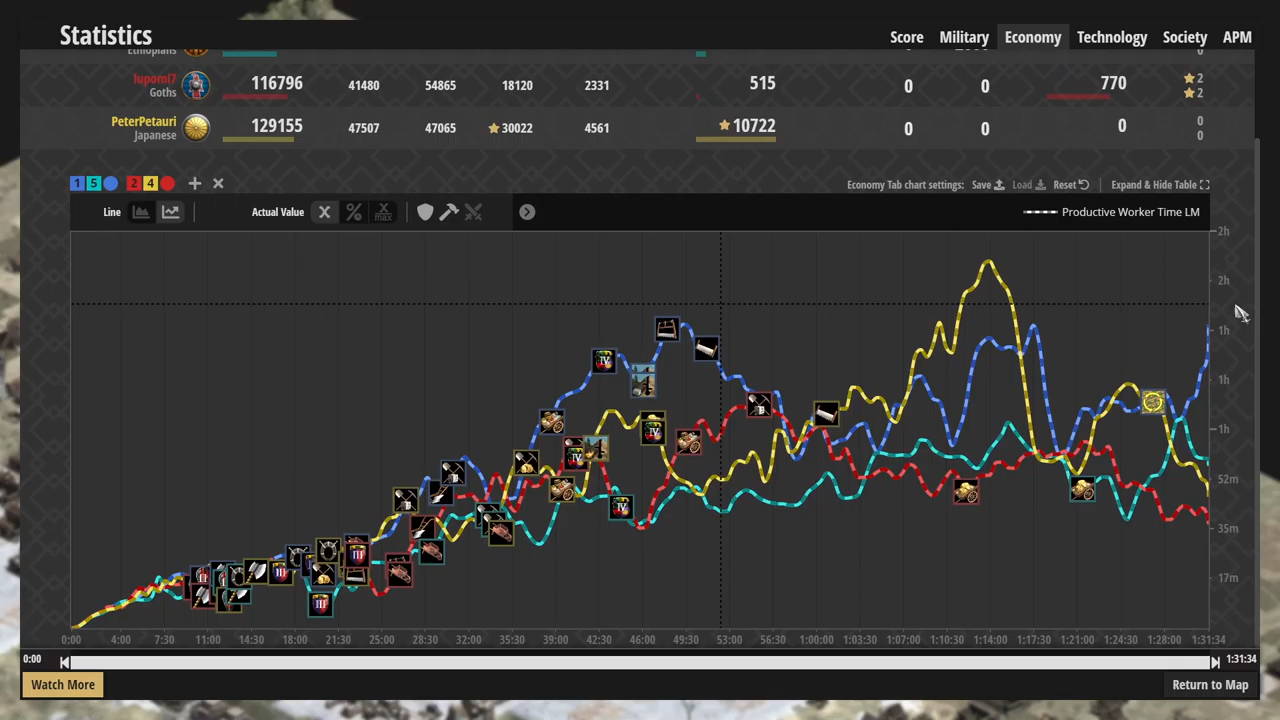 Statistics
Score Military Economy Technology Society APM
Ethiopians
lupoml7 116796 41480 54865 18120 2331 515 0 0 770 2
Goths 2
PeterPetauri 129155 47507 47065 30022 4561 10722 0 0 0 0
Japanese 0
1 5 2 4 Economy Tab chart settings: Save Load Reset Expand & Hide Table
Line Actual Value X % X max Productive Worker Time LM
2h
2h
1h
1h
1h
52m
35m
17m
0:00 4:00 7:30 11:00 14:30 18:00 21:30 25:00 28:30 32:00 35:30 39:00 42:30 46:00 49:30 53:00 56:30 1:00:00 1:03:30 1:07:00 1:10:30 1:14:00 1:17:30 1:21:00 1:24:30 1:28:00 1:31:34
0:00 1:31:34
Watch More Return to Map